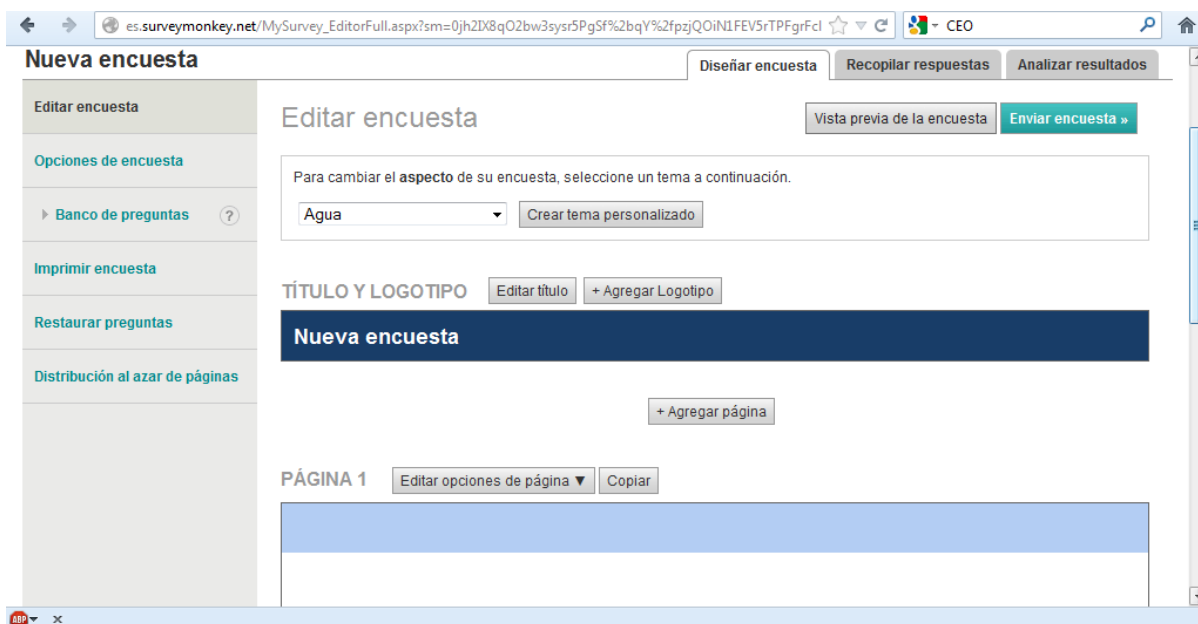 es.surveymonkey.net/MySurvey_EditorFull.aspx?sm=0jh2IX8qO2bw3sysr5PgSf%2bqY%2fpzjQOiN1FEV5rTPFgrFcl
CEO
Nueva encuesta
Diseñar encuesta
Recopilar respuestas
Analizar resultados
Editar encuesta
Opciones de encuesta
Banco de preguntas ?
Imprimir encuesta
Restaurar preguntas
Distribución al azar de páginas
Editar encuesta
Vista previa de la encuesta
Enviar encuesta »
Para cambiar el aspecto de su encuesta, seleccione un tema a continuación.
Agua
Crear tema personalizado
TÍTULO Y LOGOTIPO
Editar título
+ Agregar Logotipo
Nueva encuesta
+ Agregar página
PÁGINA 1
Editar opciones de página ▼
Copiar
ABP
x